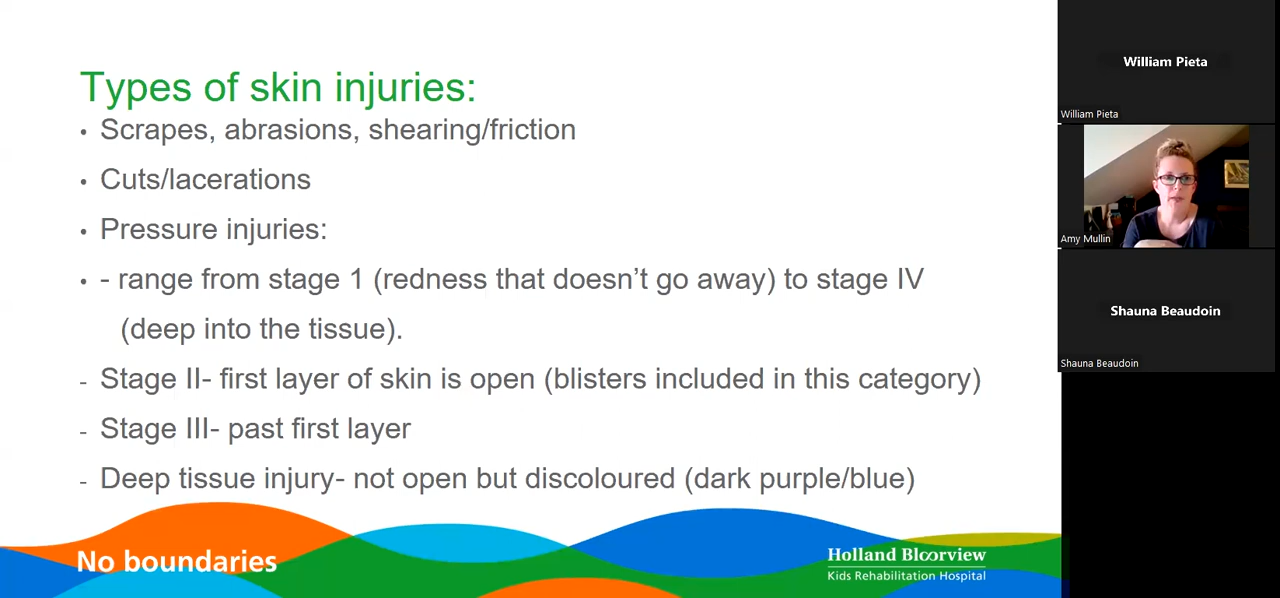 Types of skin injuries:
• Scrapes, abrasions, shearing/friction
• Cuts/lacerations
• Pressure injuries:
• - range from stage 1 (redness that doesn’t go away) to stage IV
(deep into the tissue).
- Stage II- first layer of skin is open (blisters included in this category)
- Stage III- past first layer
- Deep tissue injury- not open but discoloured (dark purple/blue)
No boundaries
Holland Bloorview
Kids Rehabilitation Hospital
William Pieta
William Pieta
Amy Mullin
Shauna Beaudoin
Shauna Beaudoin